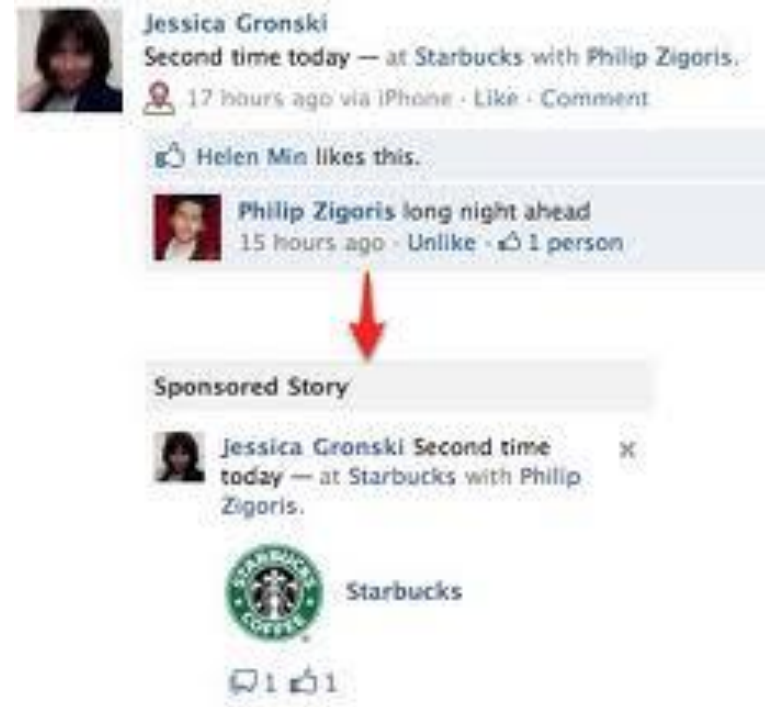 Jessica Gronski
Second time today — at Starbucks with Philip Zigoris.
17 hours ago via iPhone · Like · Comment
Helen Min likes this.
Philip Zigoris long night ahead
15 hours ago · Unlike · 1 person
Sponsored Story
Jessica Gronski Second time
today — at Starbucks with Philip
Zigoris.
STARBUCKS
COFFEE
Starbucks
1 1